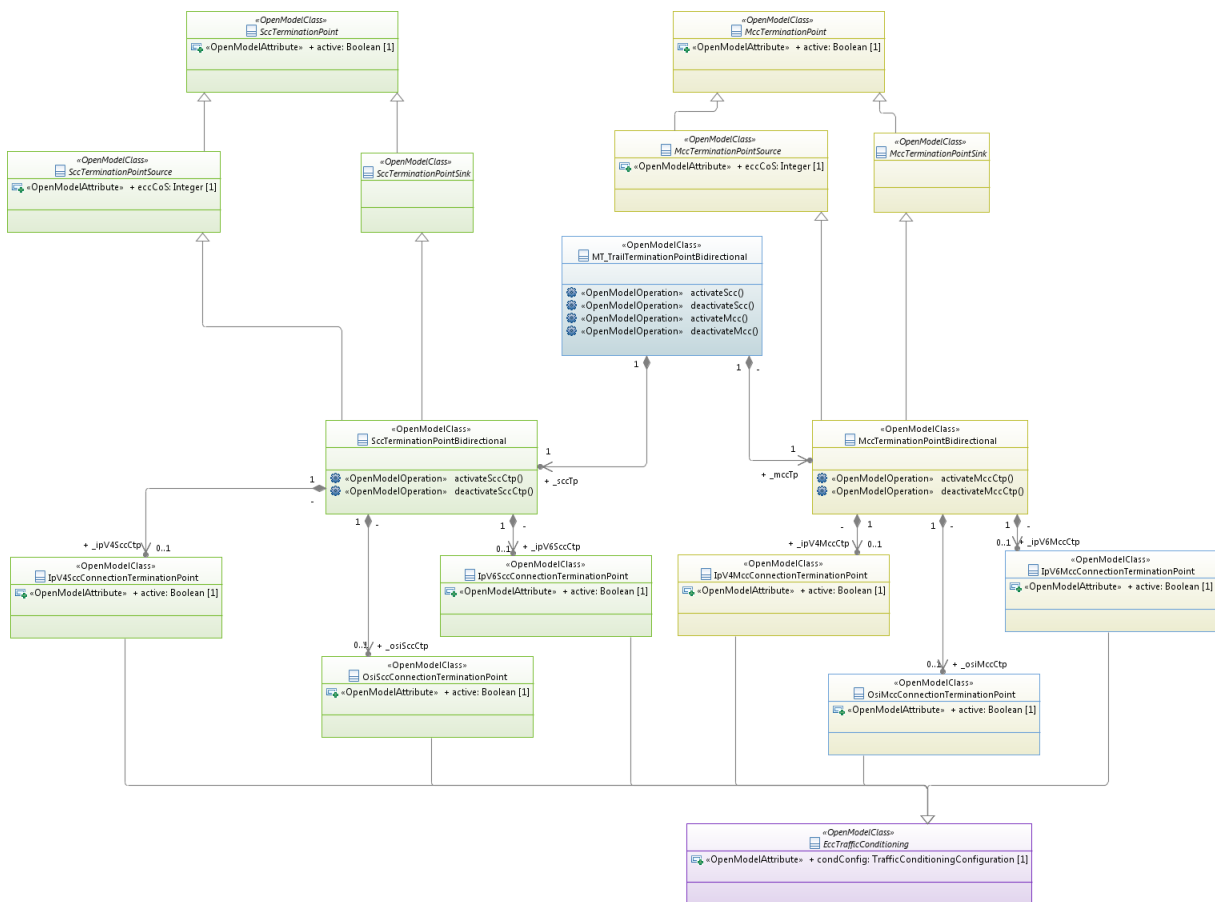 «OpenModelClass»
SccTerminationPoint
«OpenModelAttribute» + active: Boolean [1]
«OpenModelClass»
MccTerminationPoint
«OpenModelAttribute» + active: Boolean [1]
«OpenModelClass»
SccTerminationPointSource
«OpenModelAttribute» + eccCoS: Integer [1]
«OpenModelClass»
SccTerminationPointSink
«OpenModelClass»
MccTerminationPointSource
«OpenModelAttribute» + eccCoS: Integer [1]
«OpenModelClass»
MccTerminationPointSink
«OpenModelClass»
MT_TrailTerminationPointBidirectional
«OpenModelOperation» activateScc()
«OpenModelOperation» deactivateScc()
«OpenModelOperation» activateMcc()
«OpenModelOperation» deactivateMcc()
1
1
-
«OpenModelClass»
SccTerminationPointBidirectional
«OpenModelOperation» activateSccCtp()
«OpenModelOperation» deactivateSccCtp()
1
+ _sccTp
«OpenModelClass»
MccTerminationPointBidirectional
«OpenModelOperation» activateMccCtp()
«OpenModelOperation» deactivateMccCtp()
1
+ _mccTp
1
-
1
-
1
-
-
1
1
-
1
-
+ _ipV4SccCtp
0..1
0..1
+ _ipV6SccCtp
+ _ipV4MccCtp
0..1
0..1
+ _ipV6MccCtp
«OpenModelClass»
IpV4SccConnectionTerminationPoint
«OpenModelAttribute» + active: Boolean [1]
«OpenModelClass»
IpV6SccConnectionTerminationPoint
«OpenModelAttribute» + active: Boolean [1]
«OpenModelClass»
IpV4MccConnectionTerminationPoint
«OpenModelAttribute» + active: Boolean [1]
«OpenModelClass»
IpV6MccConnectionTerminationPoint
«OpenModelAttribute» + active: Boolean [1]
0..1
+ _osiSccCtp
0..1
+ _osiMccCtp
«OpenModelClass»
OsiSccConnectionTerminationPoint
«OpenModelAttribute» + active: Boolean [1]
«OpenModelClass»
OsiMccConnectionTerminationPoint
«OpenModelAttribute» + active: Boolean [1]
«OpenModelClass»
EccTrafficConditioning
«OpenModelAttribute» + condConfig: TrafficConditioningConfiguration [1]